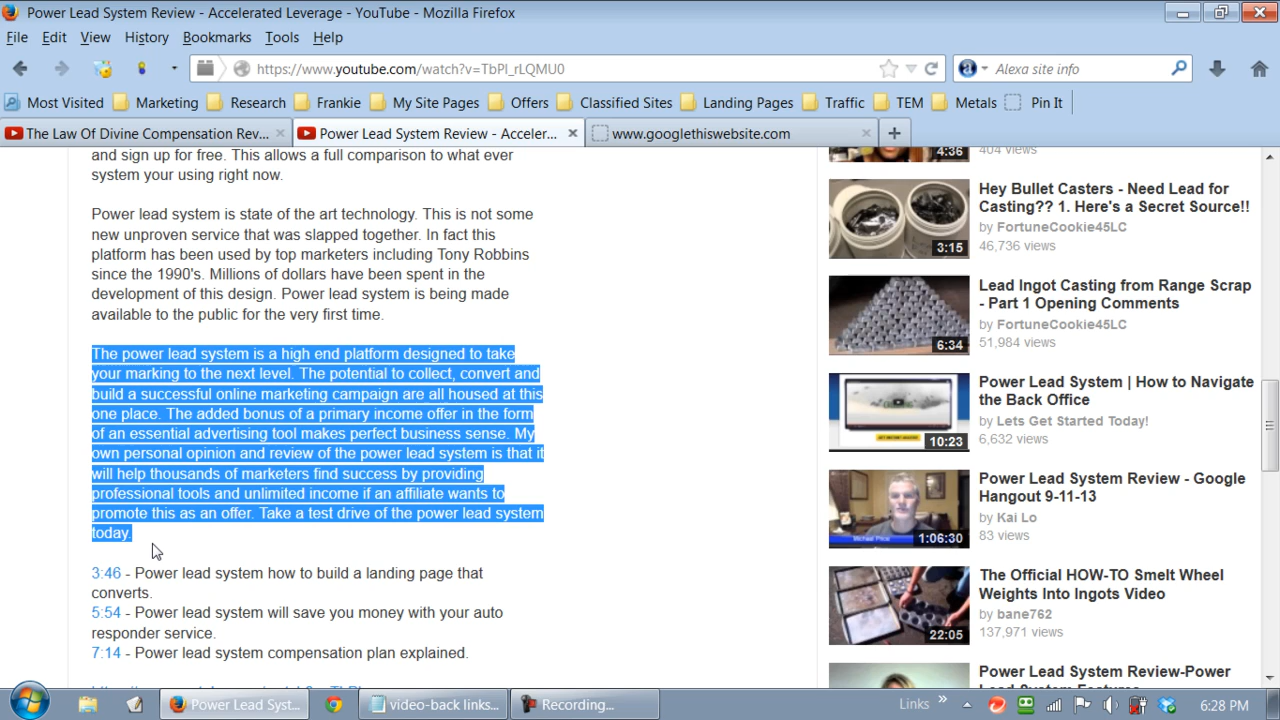 Power Lead System Review - Accelerated Leverage - YouTube - Mozilla Firefox
File Edit View History Bookmarks Tools Help
https://www.youtube.com/watch?v=TbPl_rLQMU0
Alexa site info
Most Visited Marketing Research Frankie My Site Pages Offers Classified Sites Landing Pages Traffic TEM Metals Pin It
The Law Of Divine Compensation Rev...
Power Lead System Review - Acceler...
www.googlethiswebsite.com
and sign up for free. This allows a full comparison to what ever
system your using right now.
Power lead system is state of the art technology. This is not some
new unproven service that was slapped together. In fact this
platform has been used by top marketers including Tony Robbins
since the 1990's. Millions of dollars have been spent in the
development of this design. Power lead system is being made
available to the public for the very first time.
The power lead system is a high end platform designed to take
your marking to the next level. The potential to collect, convert and
build a successful online marketing campaign are all housed at this
one place. The added bonus of a primary income offer in the form
of an essential advertising tool makes perfect business sense. My
own personal opinion and review of the power lead system is that it
will help thousands of marketers find success by providing
professional tools and unlimited income if an affiliate wants to
promote this as an offer. Take a test drive of the power lead system
today.
3:46 - Power lead system how to build a landing page that
converts.
5:54 - Power lead system will save you money with your auto
responder service.
7:14 - Power lead system compensation plan explained.
4:36
404 views
3:15
Hey Bullet Casters - Need Lead for
Casting?? 1. Here's a Secret Source!!
by FortuneCookie45LC
46,736 views
6:34
Lead Ingot Casting from Range Scrap
- Part 1 Opening Comments
by FortuneCookie45LC
51,984 views
10:23
Power Lead System | How to Navigate
the Back Office
by Lets Get Started Today!
6,632 views
Michael Price
1:06:30
Power Lead System Review - Google
Hangout 9-11-13
by Kai Lo
83 views
22:05
The Official HOW-TO Smelt Wheel
Weights Into Ingots Video
by bane762
137,971 views
Power Lead System Review-Power
Lead System Features
Power Lead Syst...
video-back links...
Recording...
Links
6:28 PM